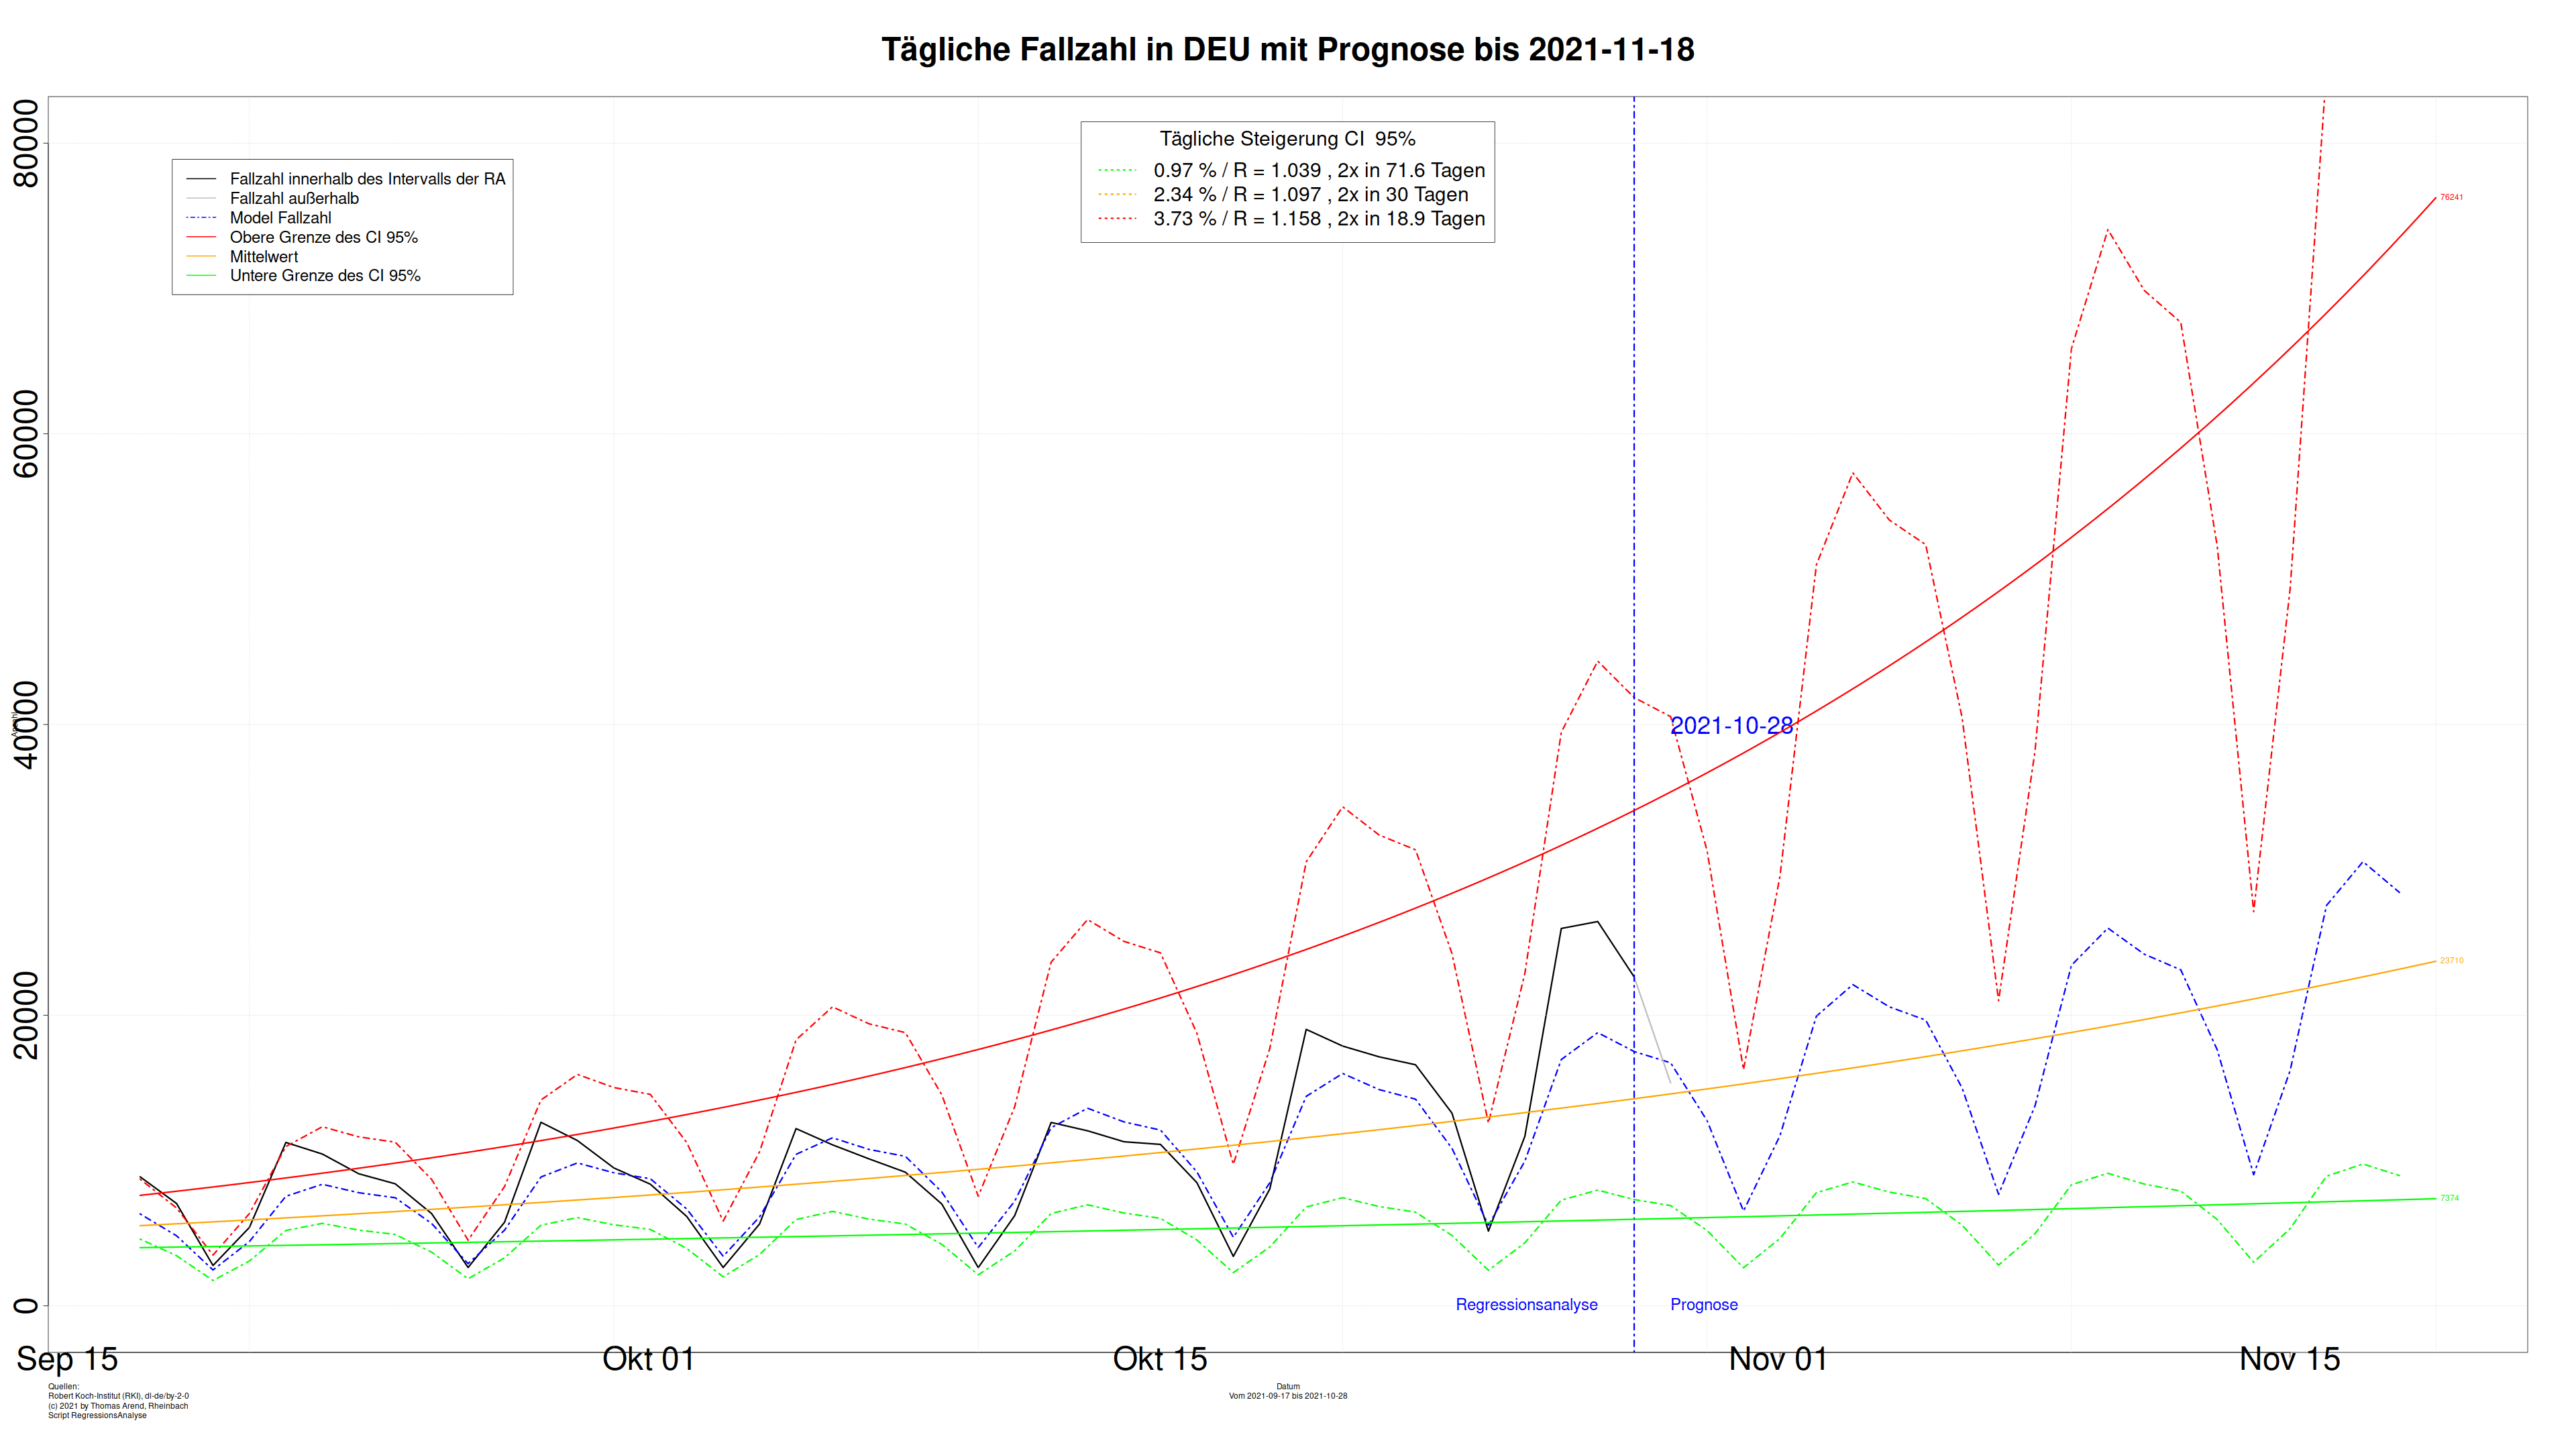 Tägliche Fallzahl in DEU mit Prognose bis 2021-11-18
80000
60000
40000
20000
0
Fallzahl innerhalb des Intervalls der RA
Fallzahl außerhalb
Model Fallzahl
Obere Grenze des CI 95%
Mittelwert
Untere Grenze des CI 95%
Tägliche Steigerung CI 95%
0.97 % / R = 1.039 , 2x in 71.6 Tagen
2.34 % / R = 1.097 , 2x in 30 Tagen
3.73 % / R = 1.158 , 2x in 18.9 Tagen
76241
2021-10-28
23710
7374
Regressionsanalyse
Prognose
Sep 15
Okt 01
Okt 15
Nov 01
Nov 15
Quellen:
Robert Koch-Institut (RKI), dl-de/by-2-0
(c) 2021 by Thomas Arend, Rheinbach
Script RegressionsAnalyse
Datum
Vom 2021-09-17 bis 2021-10-28